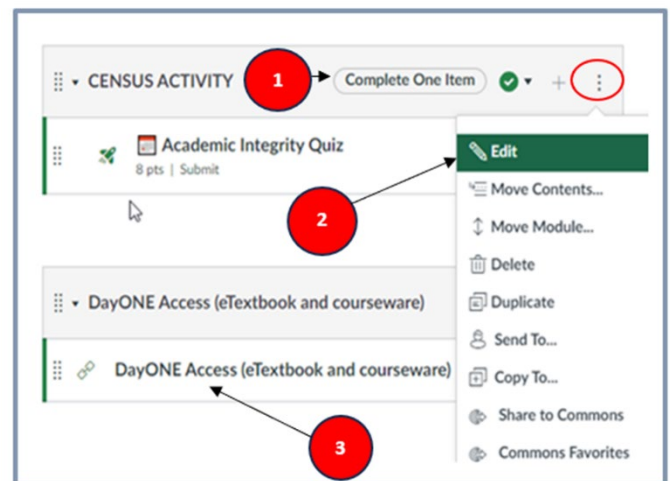 CENSUS ACTIVITY 1 Complete One Item
Academic Integrity Quiz
8 pts | Submit
Edit
2
Move Contents...
Move Module...
Delete
DayONE Access (eTextbook and courseware)
Duplicate
Send To...
DayONE Access (eTextbook and courseware)
Copy To...
Share to Commons
3
Commons Favorites